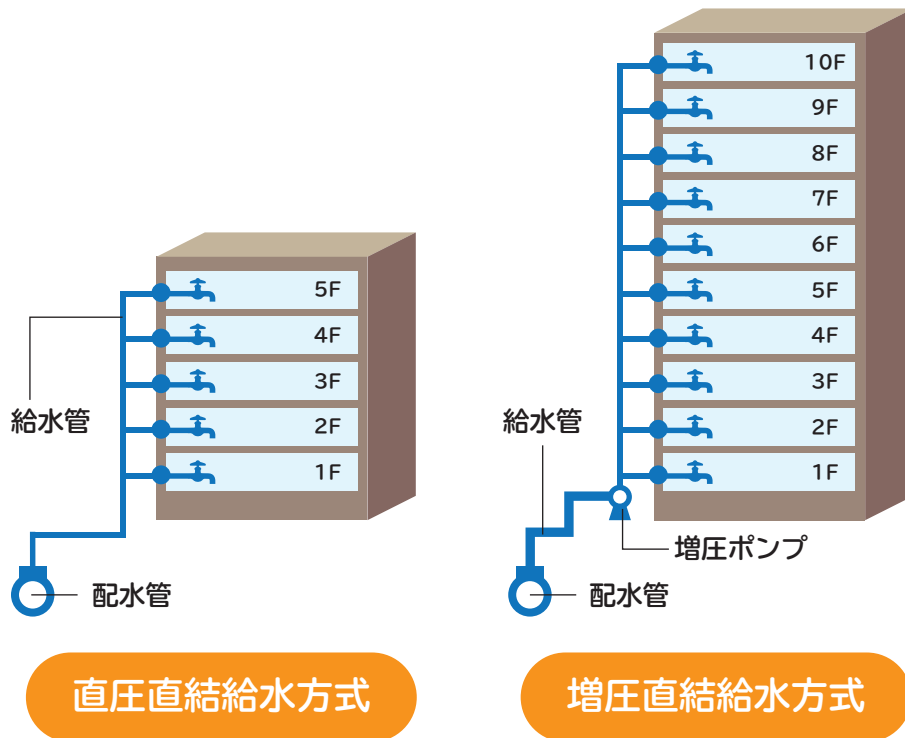 5F
4F
3F
2F
1F
給水管
配水管
直圧直結給水方式
10F
9F
8F
7F
6F
5F
4F
3F
2F
1F
給水管
増圧ポンプ
配水管
増圧直結給水方式